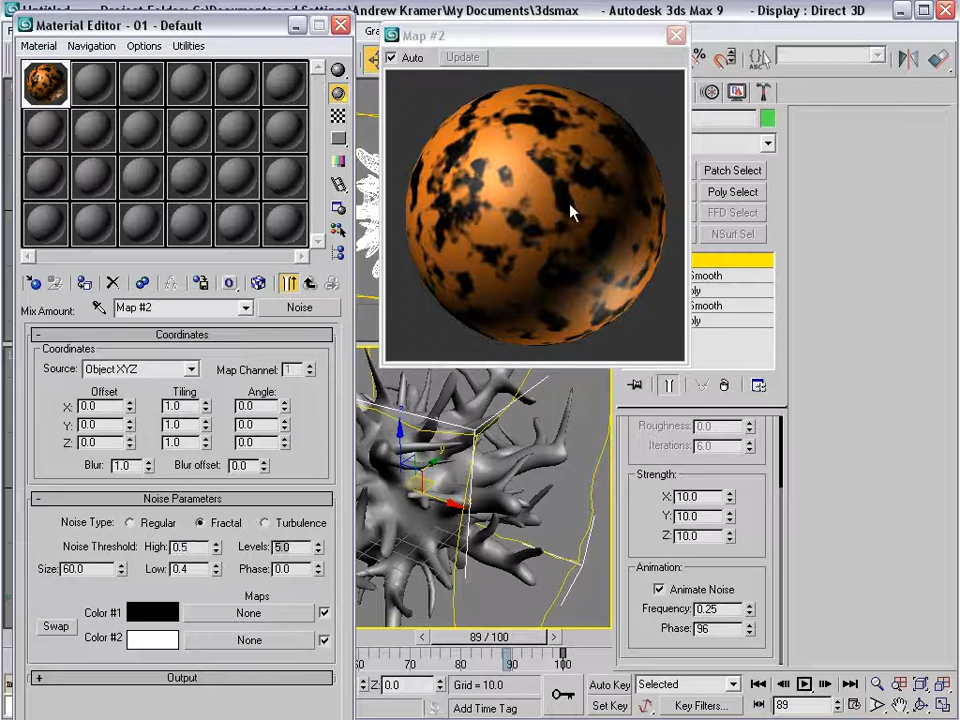 Untitled - Project Folder: C:\Documents and Settings\Andrew Kramer\My Documents\3dsmax - Autodesk 3ds Max 9 - Display : Direct 3D
Material Editor - 01 - Default
Material Navigation Options Utilities
Map #2
Auto Update
Patch Select
Poly Select
FFD Select
NSurf Sel
Mix Amount: Map #2 Noise
Coordinates
Coordinates
Source: Object XYZ Map Channel: 1
Offset Tiling Angle:
X: 0.0 1.0 0.0
Y: 0.0 1.0 0.0
Z: 0.0 1.0 0.0
Blur: 1.0 Blur offset: 0.0
Noise Parameters
Noise Type: Regular Fractal Turbulence
Noise Threshold: High: 0.5 Levels: 5.0
Size: 60.0 Low: 0.4 Phase: 0.0
Maps
Color #1 None
Swap
Color #2 None
Output
Smooth
oly
Smooth
oly
Roughness: 0.0
Iterations: 6.0
Strength:
X: 10.0
Y: 10.0
Z: 10.0
Animation:
Animate Noise
Frequency: 0.25
Phase: 96
89 / 100
60 70 80 90 100
Z: 0.0 Grid = 10.0
Add Time Tag
Auto Key Selected
Set Key Key Filters...
89